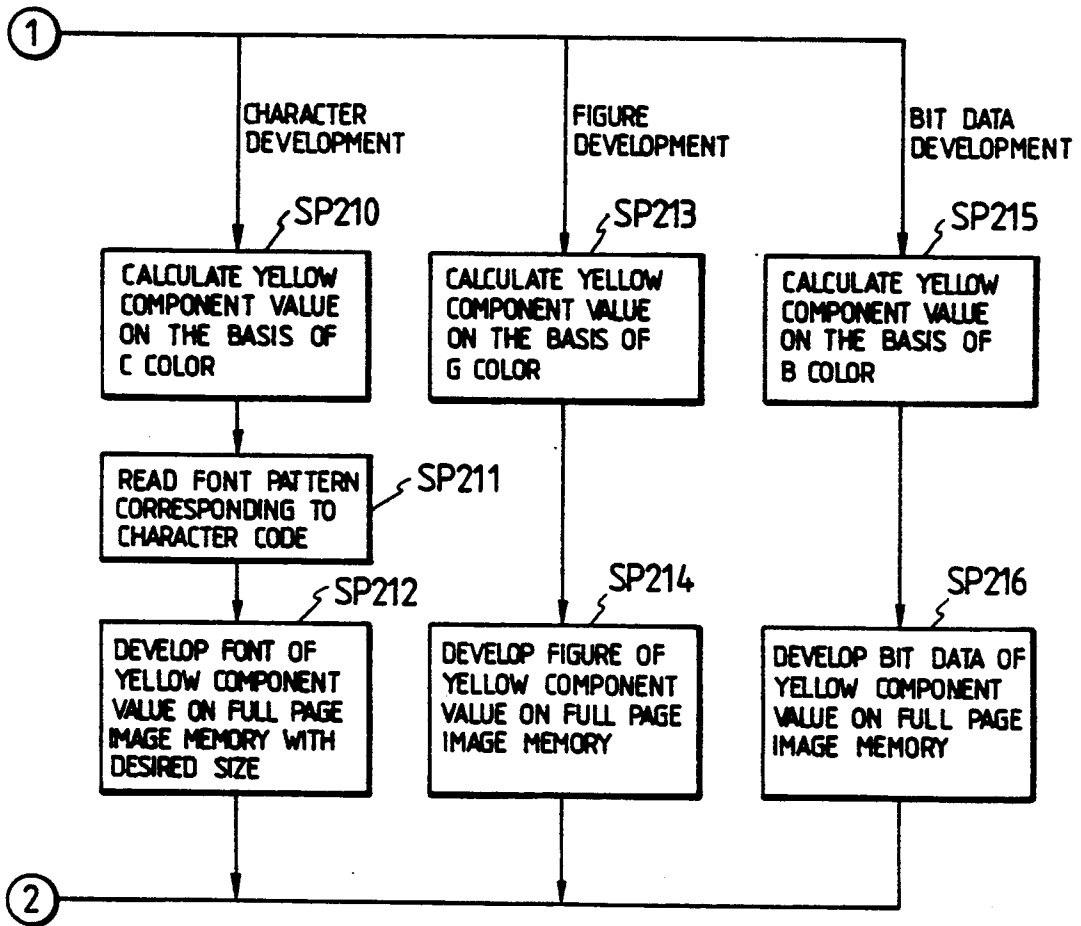 1
CHARACTER
DEVELOPMENT
FIGURE
DEVELOPMENT
BIT DATA
DEVELOPMENT
SP210
CALCULATE YELLOW
COMPONENT VALUE
ON THE BASIS OF
C COLOR
SP213
CALCULATE YELLOW
COMPONENT VALUE
ON THE BASIS OF
G COLOR
SP215
CALCULATE YELLOW
COMPONENT VALUE
ON THE BASIS OF
B COLOR
READ FONT PATTERN
CORRESPONDING TO
CHARACTER CODE
SP211
SP212
DEVELOP FONT OF
YELLOW COMPONENT
VALUE ON FULL PAGE
IMAGE MEMORY WITH
DESIRED SIZE
SP214
DEVELOP FIGURE OF
YELLOW COMPONENT
VALUE ON FULL PAGE
IMAGE MEMORY
SP216
DEVELOP BIT DATA OF
YELLOW COMPONENT
VALUE ON FULL PAGE
IMAGE MEMORY
2